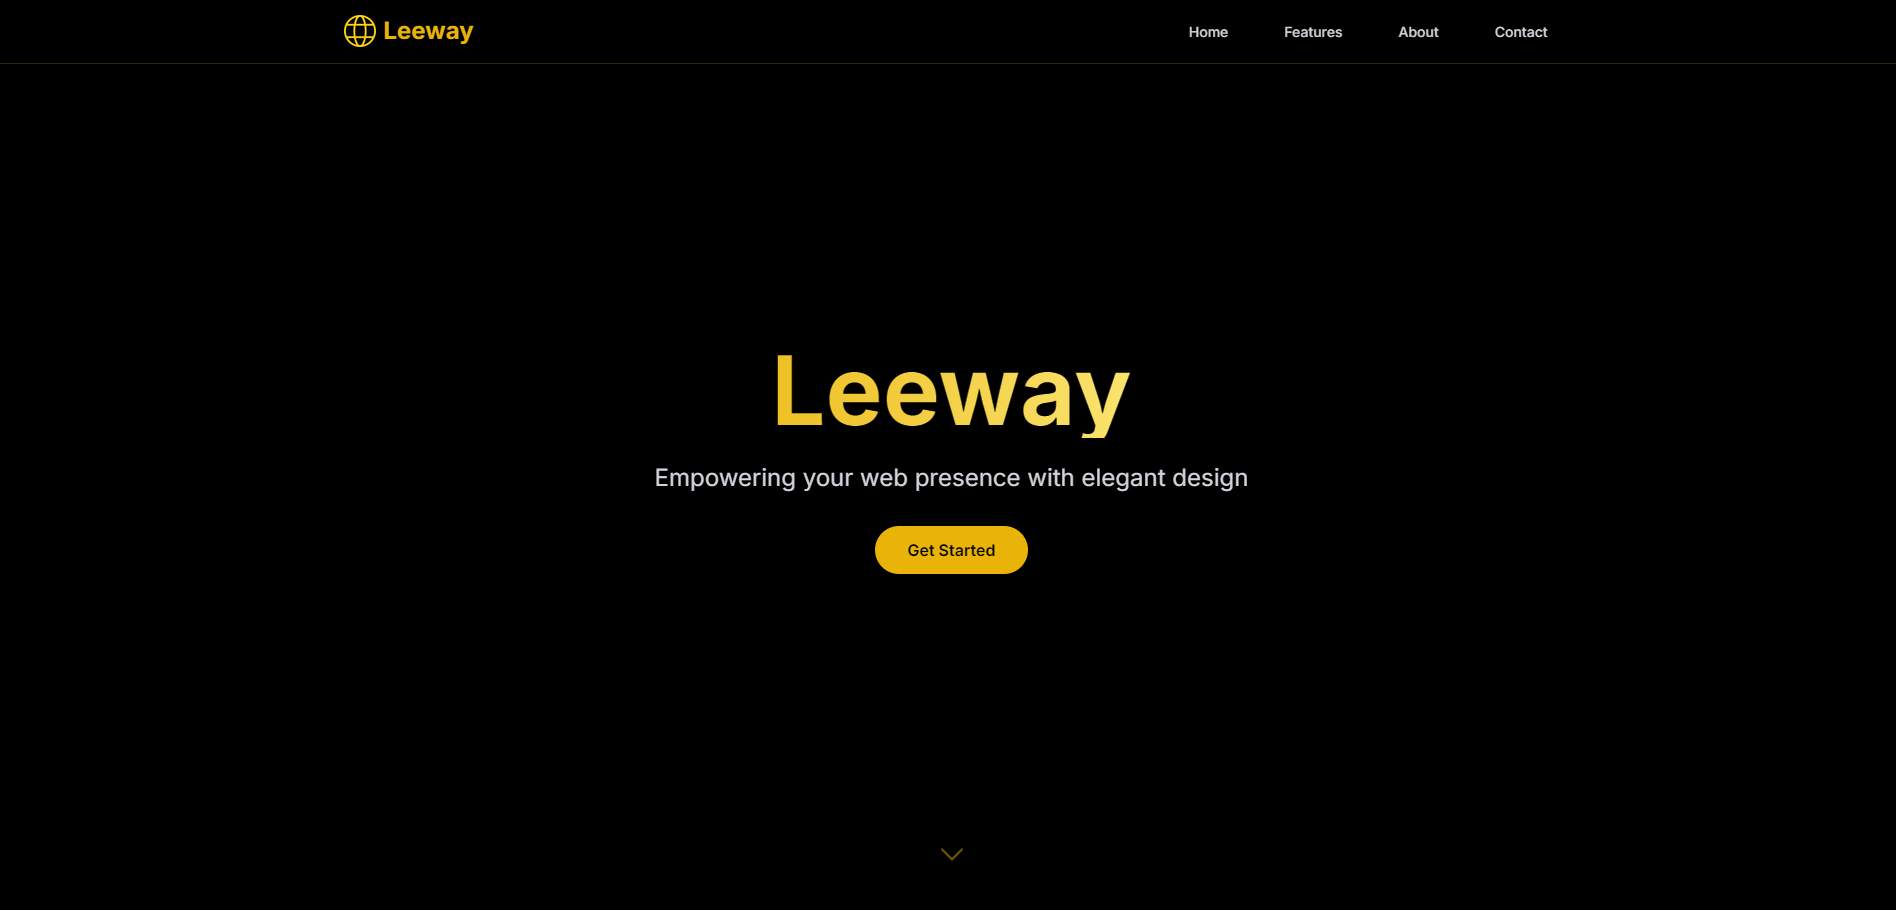 Leeway
Home Features About Contact
Leeway
Empowering your web presence with elegant design
Get Started